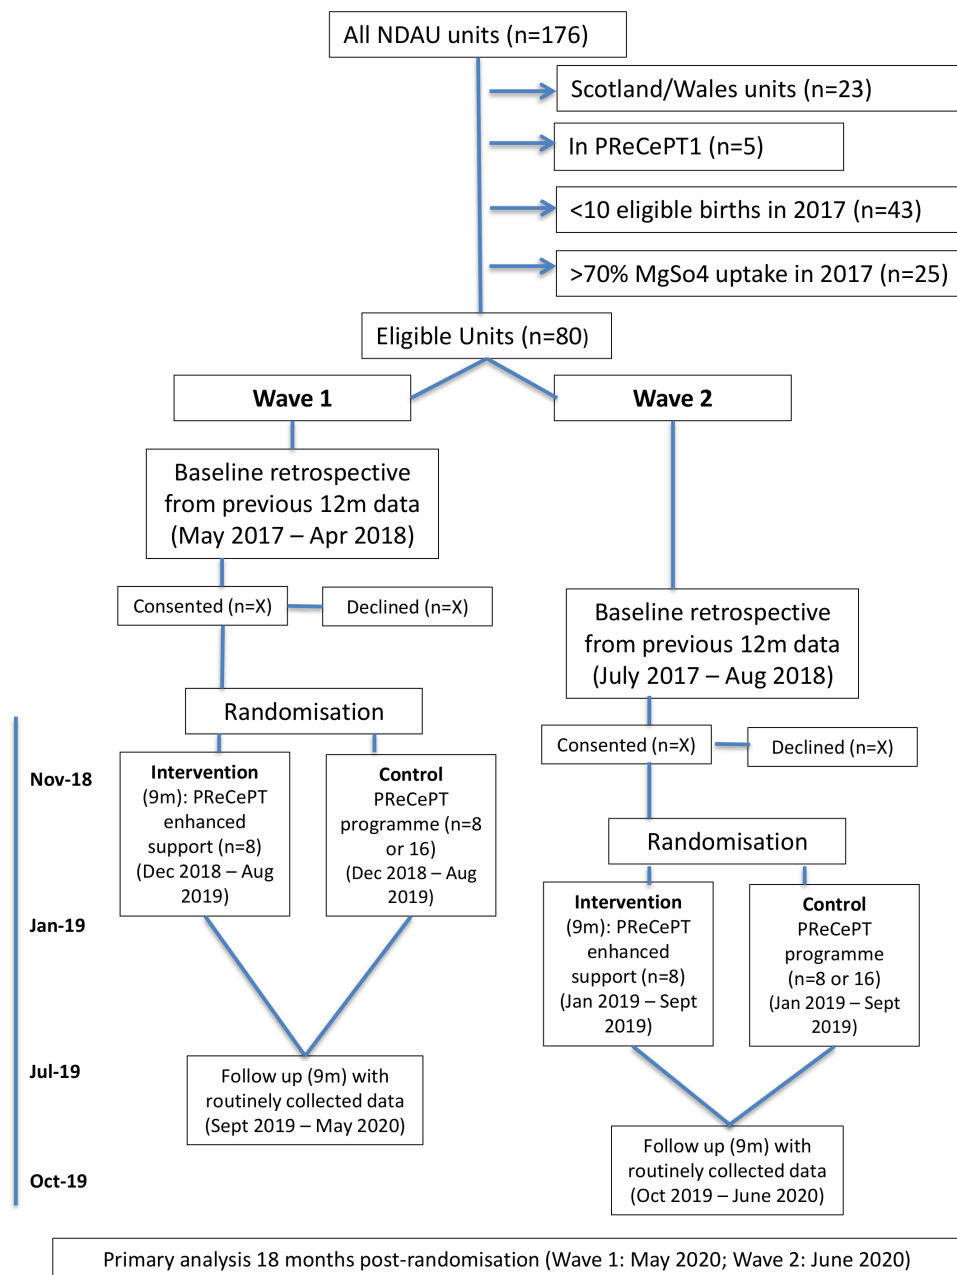 All NDAU units (n=176)
Scotland/Wales units (n=23)
In PReCePT1 (n=5)
<10 eligible births in 2017 (n=43)
>70% MgSo4 uptake in 2017 (n=25)
Eligible Units (n=80)
Wave 1
Wave 2
Baseline retrospective
from previous 12m data
(May 2017 – Apr 2018)
Consented (n=X)
Declined (n=X)
Baseline retrospective
from previous 12m data
(July 2017 – Aug 2018)
Consented (n=X)
Declined (n=X)
Randomisation
Nov-18
Intervention
(9m): PReCePT
enhanced
support (n=8)
(Dec 2018 – Aug
2019)
Control
PReCePT
programme (n=8
or 16)
(Dec 2018 – Aug
2019)
Randomisation
Jan-19
Intervention
(9m): PReCePT
enhanced
support (n=8)
(Jan 2019 – Sept
2019)
Control
PReCePT
programme
(n=8 or 16)
(Jan 2019 – Sept
2019)
Jul-19
Follow up (9m) with
routinely collected data
(Sept 2019 – May 2020)
Follow up (9m) with
routinely collected data
(Oct 2019 – June 2020)
Oct-19
Primary analysis 18 months post-randomisation (Wave 1: May 2020; Wave 2: June 2020)